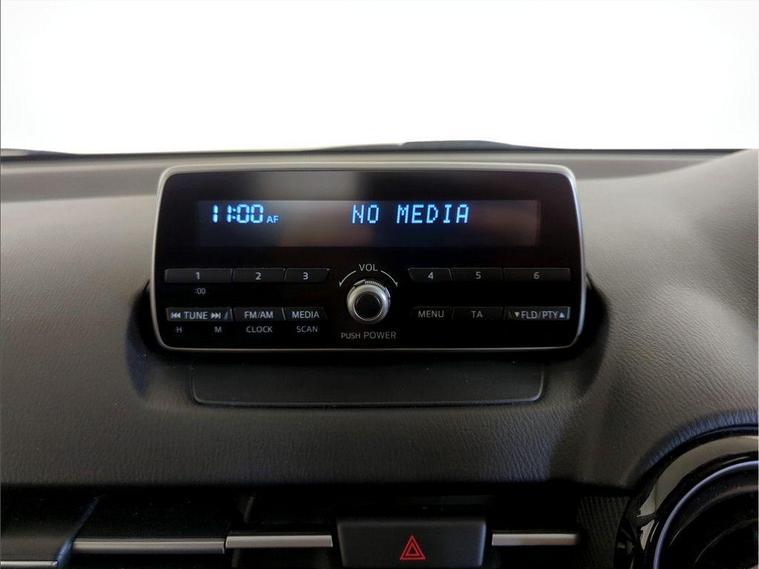 11:00 AF NO MEDIA
VOL
1 2 3 4 5 6
:00
TUNE FM/AM MEDIA MENU TA FLD/PTY
H M CLOCK SCAN
PUSH POWER